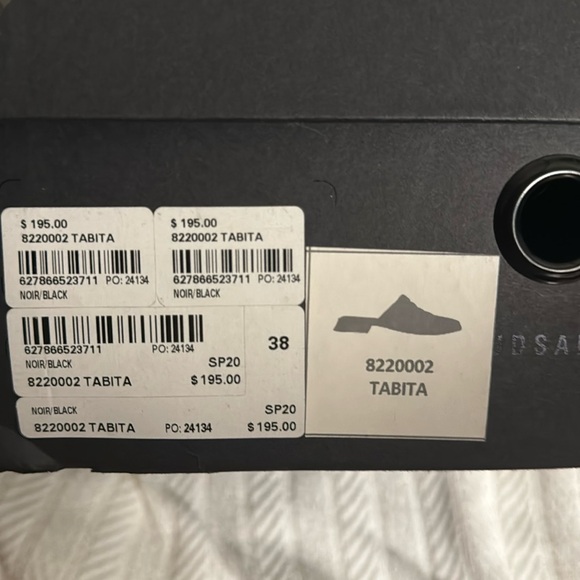 $ 195.00
8220002 TABITA
627866523711 PO: 24134
NOIR/BLACK
$ 195.00
8220002 TABITA
627866523711 PO: 24134
NOIR/BLACK
627866523711 PO: 24134
38
NOIR/BLACK SP20
8220002 TABITA $ 195.00
NOIR/BLACK SP20
8220002 TABITA PO: 24134 $ 195.00
8220002
TABITA